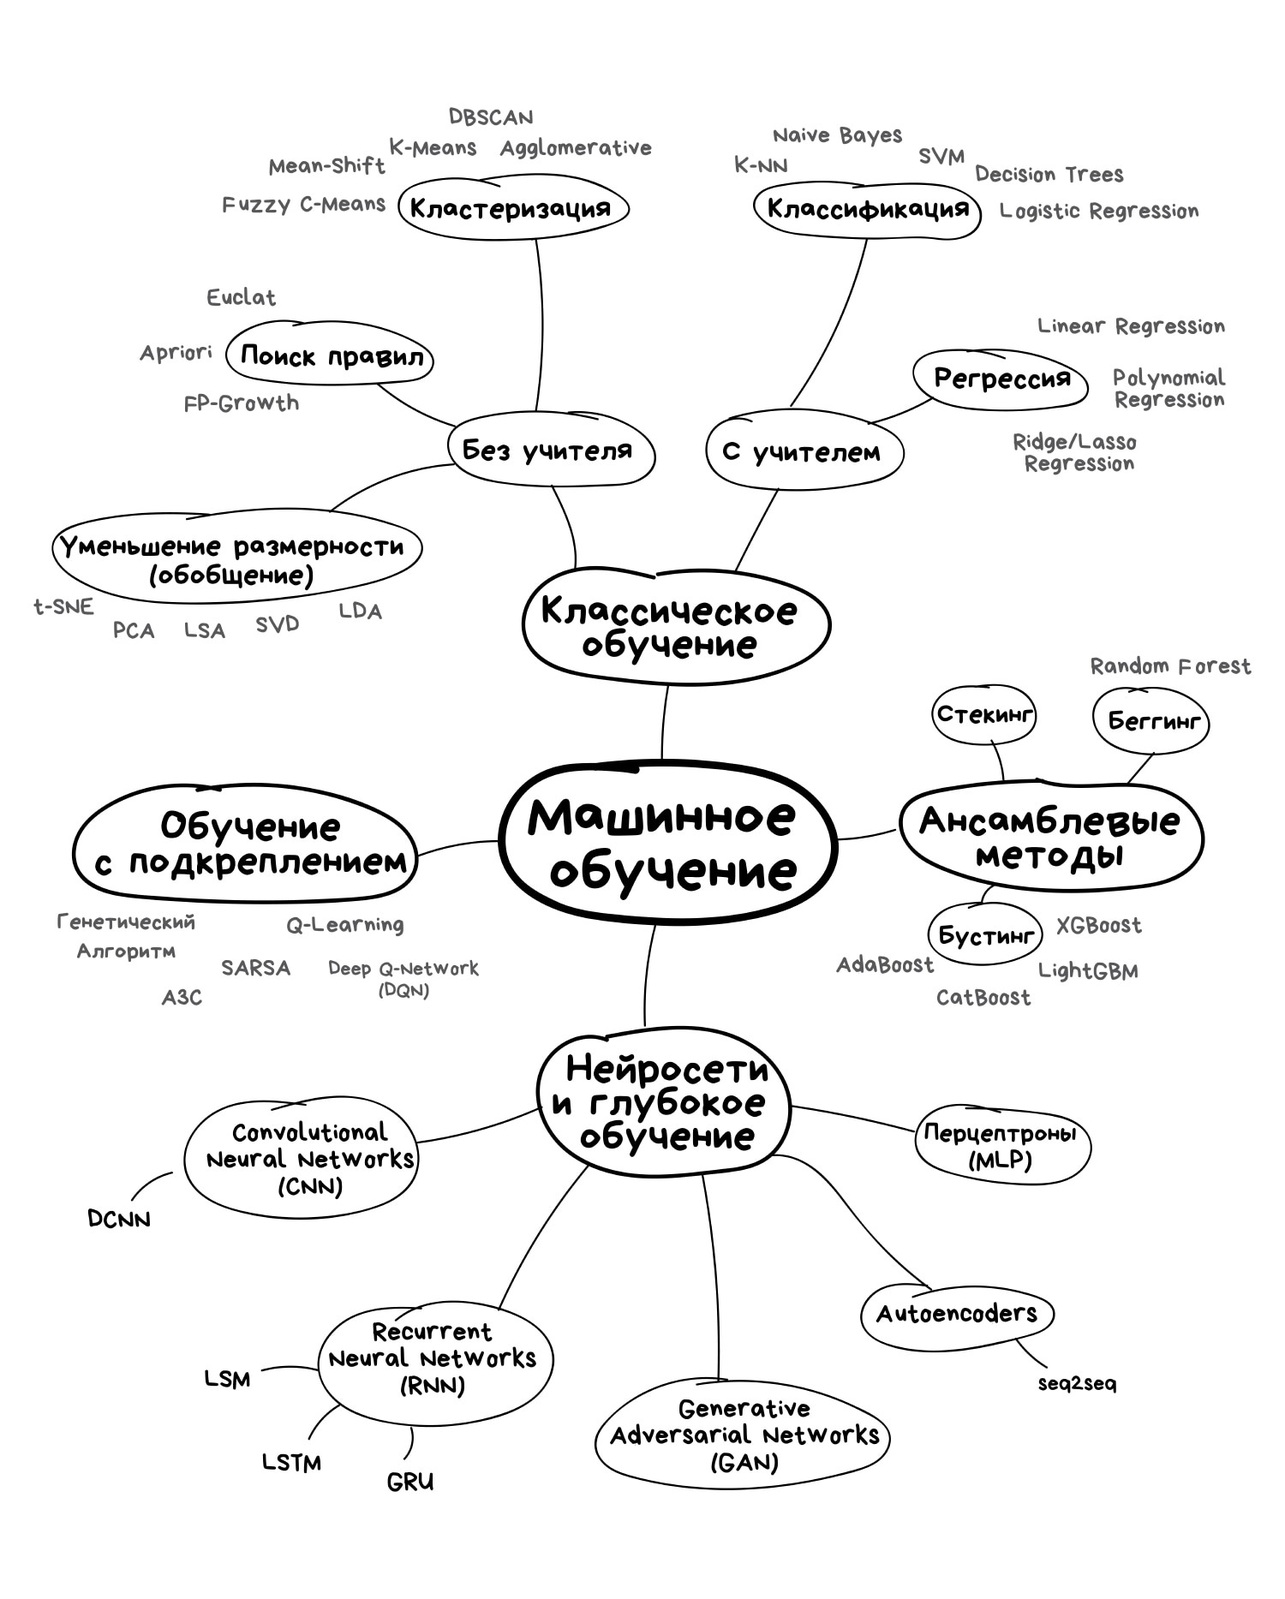 DBSCAN
K-Means
Agglomerative
Mean-Shift
Fuzzy C-Means
Кластеризация
Naive Bayes
K-NN
SVM
Decision Trees
Классификация
Logistic Regression
Euclat
Apriori
Поиск правил
FP-Growth
Linear Regression
Регрессия
Polynomial
Regression
Ridge/Lasso
Regression
Без учителя
С учителем
Уменьшение размерности
(обобщение)
t-SNE
PCA
LSA
SVD
LDA
Классическое
обучение
Random Forest
Стекинг
Беггинг
Машинное
обучение
Обучение
с подкреплением
Ансамблевые
методы
Генетический
Алгоритм
Q-Learning
SARSA
Deep Q-Network
(DQN)
A3C
Бустинг
XGBoost
AdaBoost
LightGBM
CatBoost
Нейросети
и глубокое
обучение
Convolutional
Neural Networks
(CNN)
DCNN
Перцептроны
(MLP)
Autoencoders
seq2seq
Recurrent
Neural Networks
(RNN)
LSM
LSTM
GRU
Generative
Adversarial Networks
(GAN)